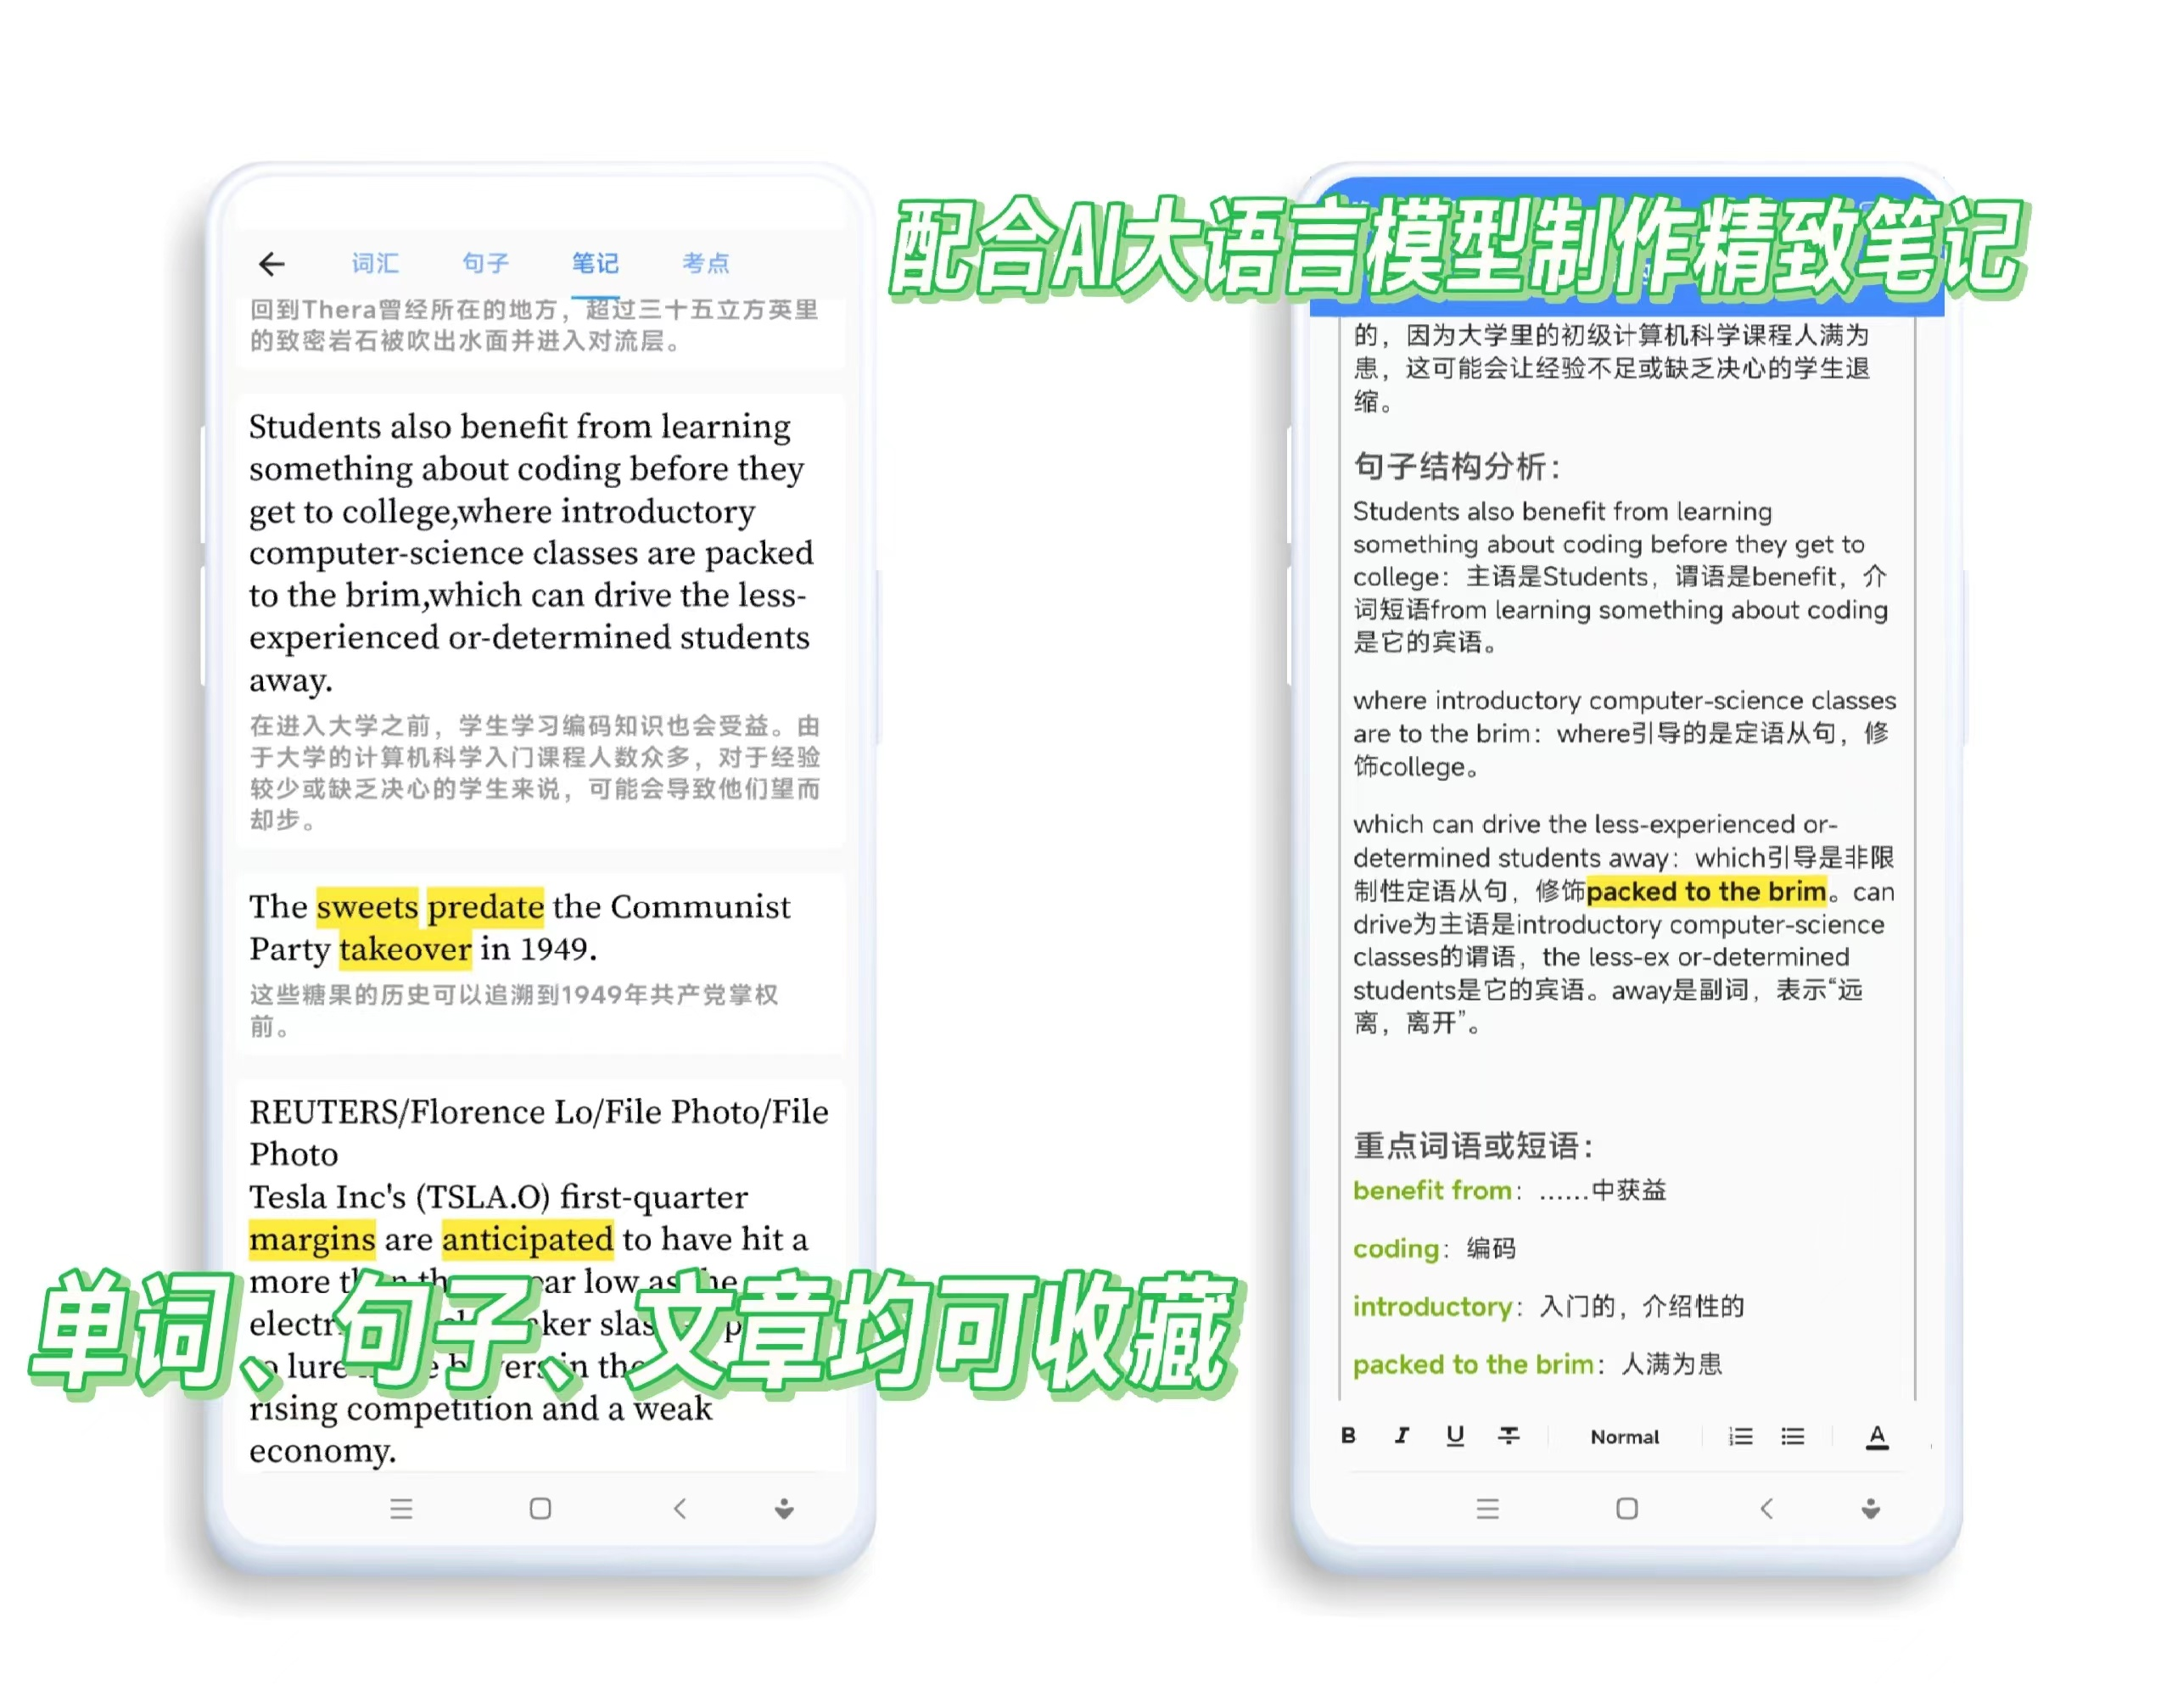 配合AI大语言模型制作精致笔记
词汇 句子 笔记 考点
回到Thera曾经所在的地方，超过三十五立方英里
的致密岩石被吹出水面并进入对流层。
Students also benefit from learning
something about coding before they
get to college,where introductory
computer-science classes are packed
to the brim,which can drive the less-
experienced or-determined students
away.
在进入大学之前，学生学习编码知识也会受益。由
于大学的计算机科学入门课程人数众多，对于经验
较少或缺乏决心的学生来说，可能会导致他们望而
却步。
The sweets predate the Communist
Party takeover in 1949.
这些糖果的历史可以追溯到1949年共产党掌权
前。
REUTERS/Florence Lo/File Photo/File
Photo
Tesla Inc's (TSLA.O) first-quarter
margins are anticipated to have hit a
more low as
lure in
rising competition and a weak
economy.
单词、句子、文章均可收藏
的，因为大学里的初级计算机科学课程人满为
患，这可能会让经验不足或缺乏决心的学生退
缩。
句子结构分析：
Students also benefit from learning
something about coding before they get to
college：主语是Students，谓语是benefit，介
词短语from learning something about coding
是它的宾语。
where introductory computer-science classes
are to the brim：where引导的是定语从句，修
饰college。
which can drive the less-experienced or-
determined students away：which引导是非限
制性定语从句，修饰packed to the brim。can
drive为主语是introductory computer-science
classes的谓语，the less-ex or-determined
students是它的宾语。away是副词，表示“远
离，离开”。
重点词语或短语：
benefit from：……中获益
coding：编码
introductory：入门的，介绍性的
packed to the brim：人满为患
B I U T Normal A